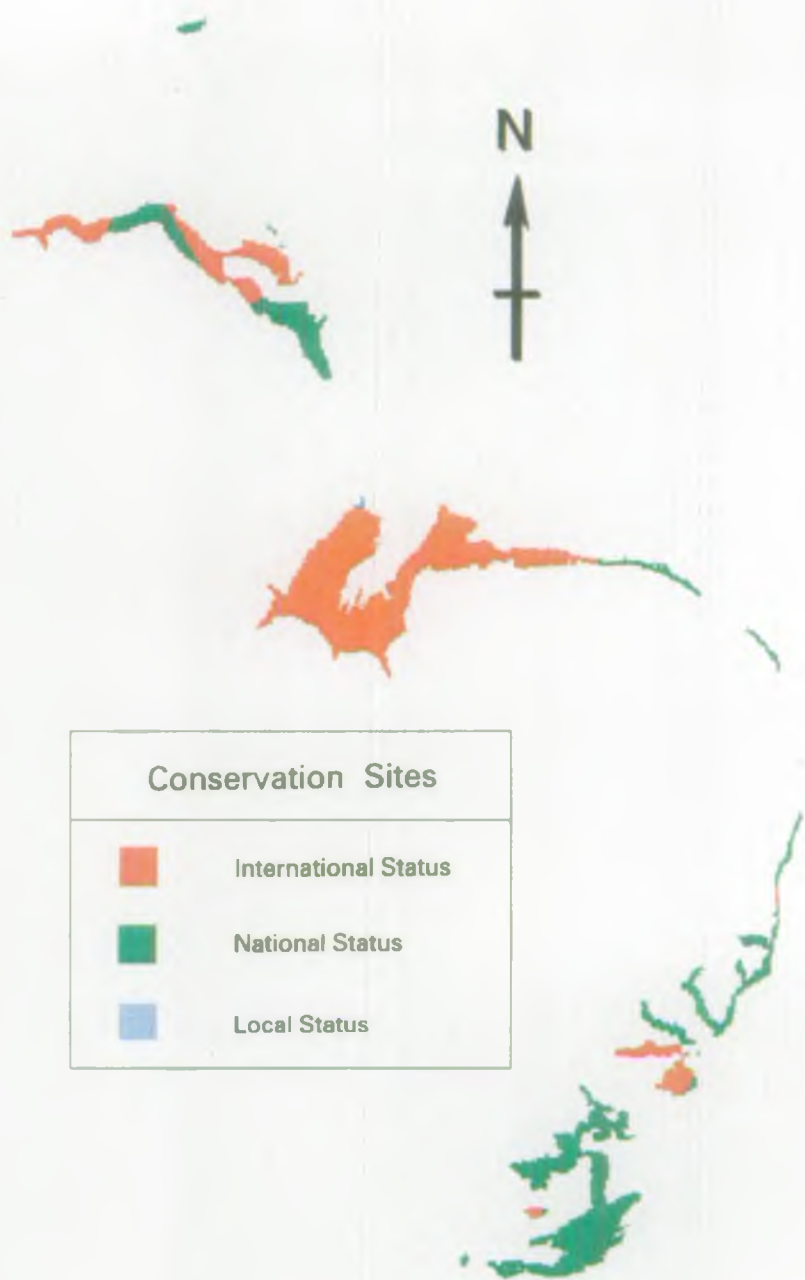 N
Conservation Sites
International Status
National Status
Local Status